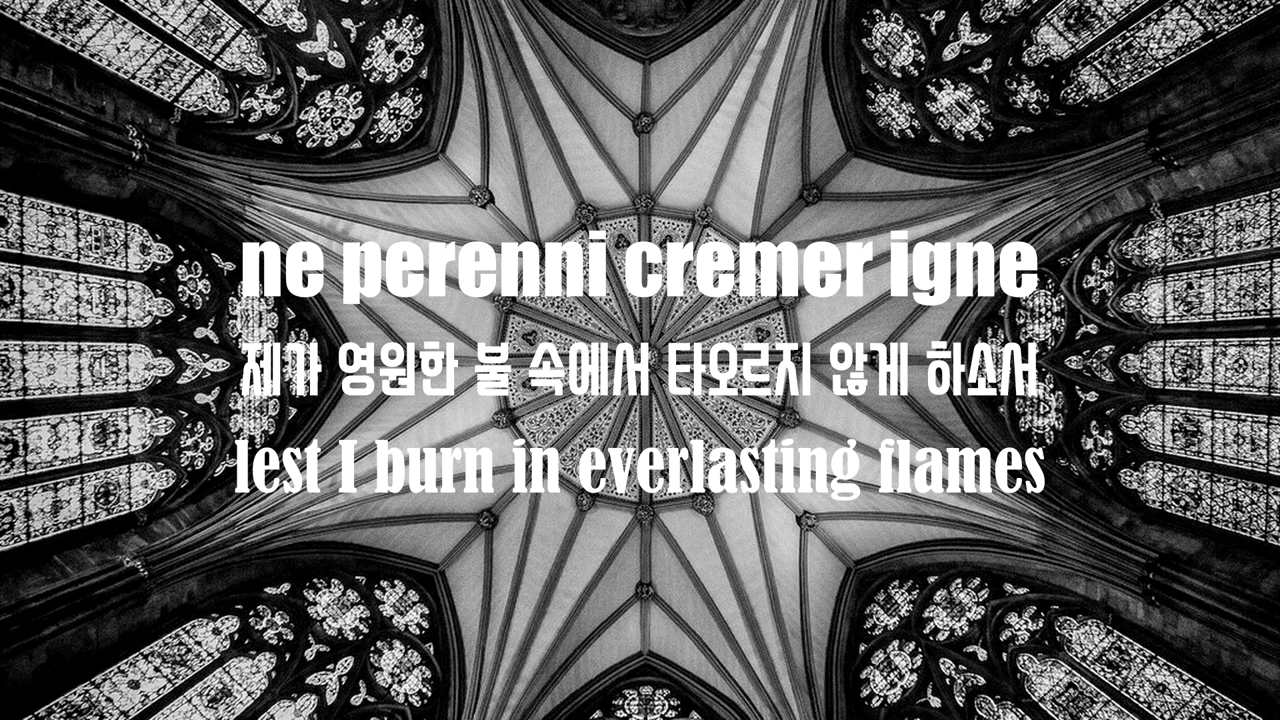 ne perenni cremer igne
제가 영원한 불 속에서 타오르지 않게 하소서
lest I burn in everlasting flames